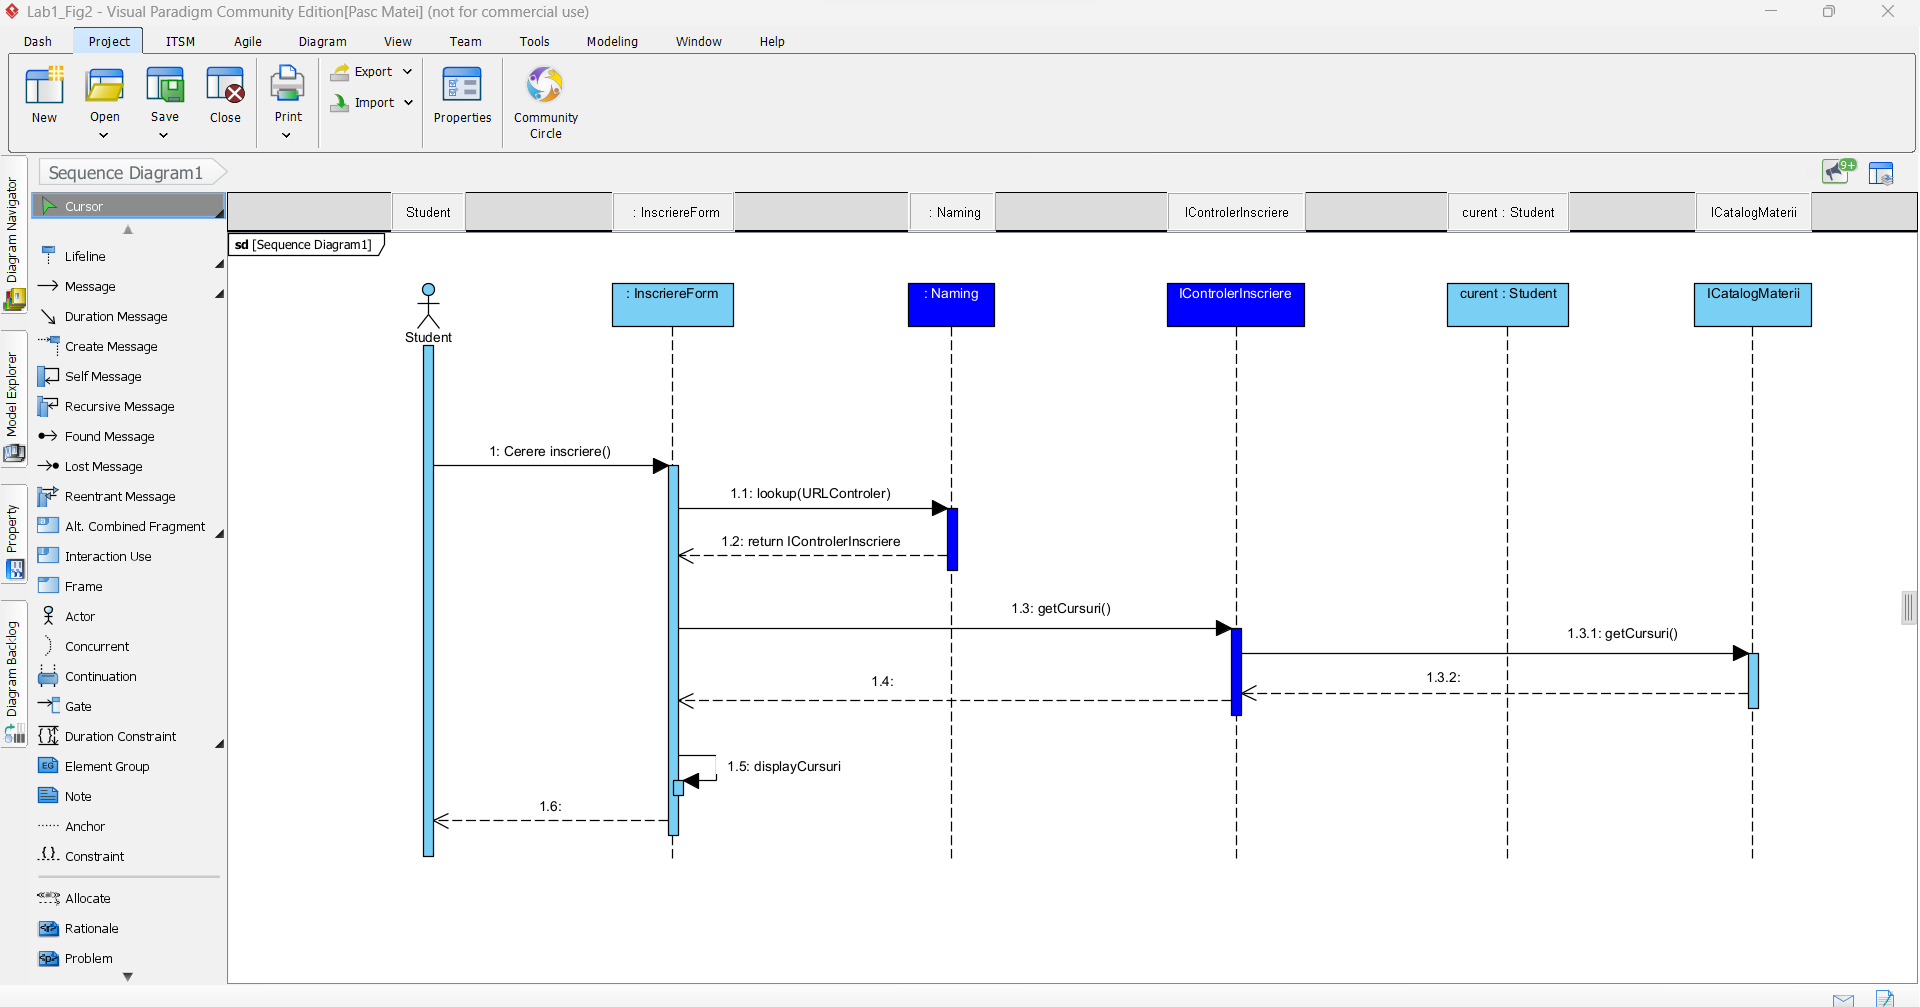 Lab1_Fig2 - Visual Paradigm Community Edition[Pasc Matei] (not for commercial use)
Dash Project ITSM Agile Diagram View Team Tools Modeling Window Help
New Open Save Close Print Export Import Properties Community Circle
Sequence Diagram1
9+
Diagram Navigator
Model Explorer
Property
Diagram Backlog
Cursor
Lifeline
Message
Duration Message
Create Message
Self Message
Recursive Message
Found Message
Lost Message
Reentrant Message
Alt. Combined Fragment
Interaction Use
Frame
Actor
Concurrent
Continuation
Gate
Duration Constraint
EG Element Group
Note
Anchor
{} Constraint
Allocate
Rationale
Problem
Student : InscriereForm : Naming IControlerInscriere curent : Student ICatalogMaterii
sd [Sequence Diagram1]
: InscriereForm : Naming IControlerInscriere curent : Student ICatalogMaterii
Student
1: Cerere inscriere()
1.1: lookup(URLControler)
1.2: return IControlerInscriere
1.3: getCursuri()
1.3.1: getCursuri()
1.3.2:
1.4:
1.5: displayCursuri
1.6: